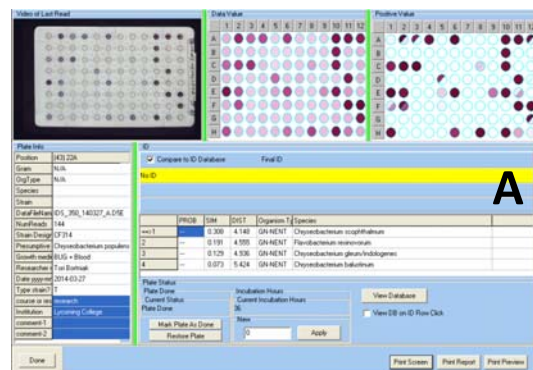 Video of Last Read
Data Value
Positive Value
1 2 3 4 5 6 7 8 9 10 11 12
1 2 3 4 5 6 7 8 9 10 11 12
A
B
C
D
E
F
G
H
A
B
C
D
E
F
G
H
Plate Info
Position (43) 22A
Gram N/A
OrgType N/A
Species
Strain
DataFileNam IDS_350_140327_A.D5E
NumReads 144
Strain Design CF314
Presumptive Chryseobacterium populens
Growth medi BUG + Blood
Researcher Tori Bortniak
Date yyyy-mm 2014-03-27
Type strain? T
course or res research
Institution Lycoming College
comment-1
comment-2
Done
ID
Compare to ID Database Final ID
No ID
A
PROB SIM DIST Organism Ty Species
==>1 --- 0.308 4.148 GN-NENT Chryseobacterium scophthalmum
2 --- 0.191 4.555 GN-NENT Flavobacterium resinovorum
3 --- 0.129 4.936 GN-NENT Chryseobacterium gleum/indologenes
4 --- 0.073 5.424 GN-NENT Chryseobacterium balustinum
Plate Status
Plate Done
Current Status
Plate Done
Incubation Hours
Current Incubation Hours
36
New
0
Apply
Mark Plate As Done
Restore Plate
View Database
View DB on ID Row Click
Print Screen
Print Report
Print Preview